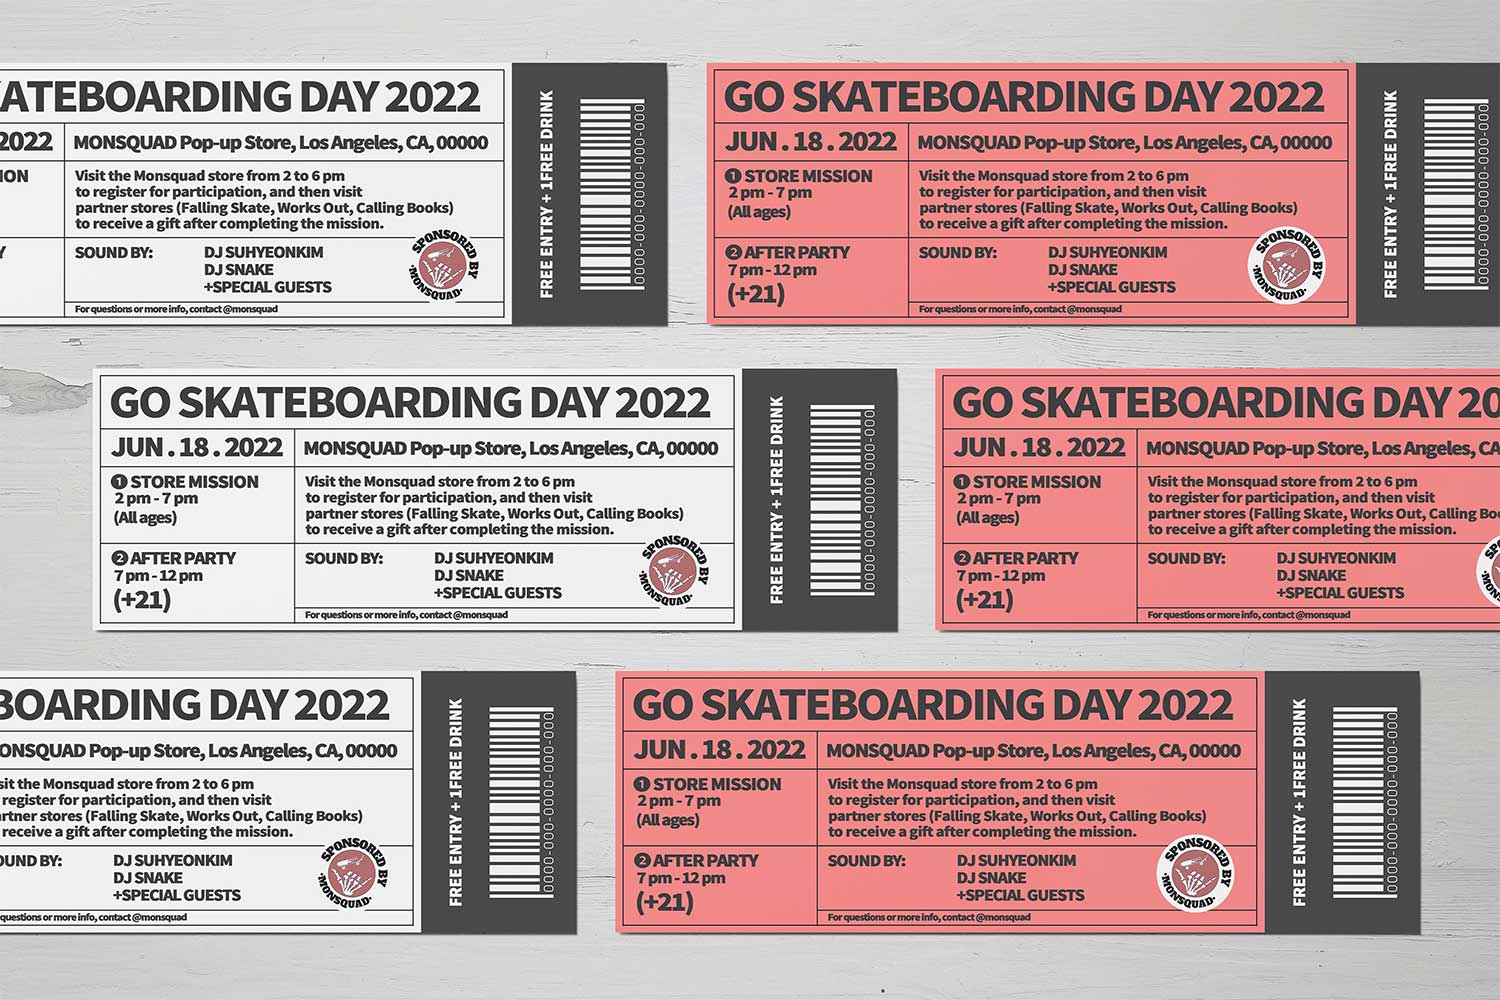 KATEBOARDING DAY 2022
2022 MONSQUAD Pop-up Store, Los Angeles, CA, 00000
ION
Visit the Monsquad store from 2 to 6 pm
to register for participation, and then visit
partner stores (Falling Skate, Works Out, Calling Books)
to receive a gift after completing the mission.
Y
SOUND BY: DJ SUHYEONKIM
DJ SNAKE
+SPECIAL GUESTS
For questions or more info, contact @monsquad
SPONSORED BY
·MONSQUAD·
FREE ENTRY + 1FREE DRINK
0000-000-0000-0000-000-000
GO SKATEBOARDING DAY 2022
JUN . 18 . 2022 MONSQUAD Pop-up Store, Los Angeles, CA, 00000
❶ STORE MISSION
2 pm - 7 pm
(All ages)
Visit the Monsquad store from 2 to 6 pm
to register for participation, and then visit
partner stores (Falling Skate, Works Out, Calling Books)
to receive a gift after completing the mission.
❷ AFTER PARTY
7 pm - 12 pm
(+21)
SOUND BY: DJ SUHYEONKIM
DJ SNAKE
+SPECIAL GUESTS
For questions or more info, contact @monsquad
SPONSORED BY
·MONSQUAD·
FREE ENTRY + 1FREE DRINK
0000-000-0000-0000-000-000
GO SKATEBOARDING DAY 2022
JUN . 18 . 2022 MONSQUAD Pop-up Store, Los Angeles, CA, 00000
❶ STORE MISSION
2 pm - 7 pm
(All ages)
Visit the Monsquad store from 2 to 6 pm
to register for participation, and then visit
partner stores (Falling Skate, Works Out, Calling Books)
to receive a gift after completing the mission.
❷ AFTER PARTY
7 pm - 12 pm
(+21)
SOUND BY: DJ SUHYEONKIM
DJ SNAKE
+SPECIAL GUESTS
For questions or more info, contact @monsquad
SPONSORED BY
·MONSQUAD·
FREE ENTRY + 1FREE DRINK
0000-000-0000-0000-000-000
GO SKATEBOARDING DAY 20
JUN . 18 . 2022 MONSQUAD Pop-up Store, Los Angeles, CA
❶ STORE MISSION
2 pm - 7 pm
(All ages)
Visit the Monsquad store from 2 to 6 pm
to register for participation, and then visit
partner stores (Falling Skate, Works Out, Calling Bo
to receive a gift after completing the mission.
❷ AFTER PARTY
7 pm - 12 pm
(+21)
SOUND BY: DJ SUHYEONKIM
DJ SNAKE
+SPECIAL GUESTS
For questions or more info, contact @monsquad
BOARDING DAY 2022
ONSQUAD Pop-up Store, Los Angeles, CA, 00000
sit the Monsquad store from 2 to 6 pm
register for participation, and then visit
artner stores (Falling Skate, Works Out, Calling Books)
receive a gift after completing the mission.
OUND BY: DJ SUHYEONKIM
DJ SNAKE
+SPECIAL GUESTS
questions or more info, contact @monsquad
SPONSORED BY
·MONSQUAD·
FREE ENTRY + 1FREE DRINK
0000-000-0000-0000-000-000
GO SKATEBOARDING DAY 2022
JUN . 18 . 2022 MONSQUAD Pop-up Store, Los Angeles, CA, 00000
❶ STORE MISSION
2 pm - 7 pm
(All ages)
Visit the Monsquad store from 2 to 6 pm
to register for participation, and then visit
partner stores (Falling Skate, Works Out, Calling Books)
to receive a gift after completing the mission.
❷ AFTER PARTY
7 pm - 12 pm
(+21)
SOUND BY: DJ SUHYEONKIM
DJ SNAKE
+SPECIAL GUESTS
For questions or more info, contact @monsquad
SPONSORED BY
·MONSQUAD·
FREE ENTRY + 1FREE DRINK
0000-000-0000-0000-000-000